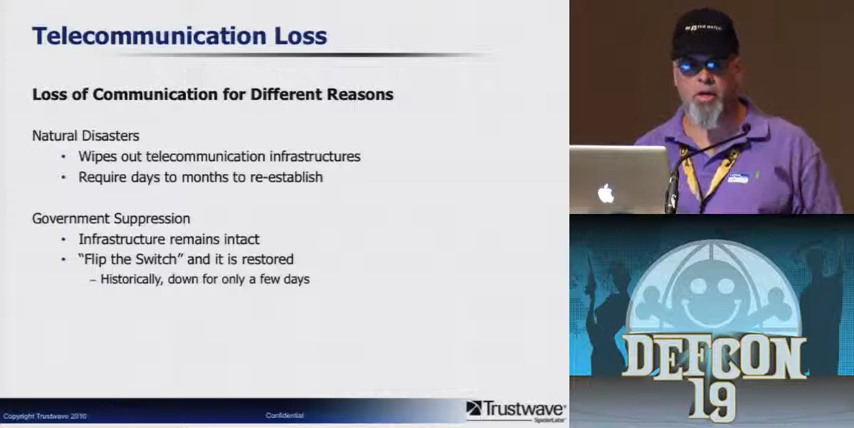 Telecommunication Loss
Loss of Communication for Different Reasons
Natural Disasters
• Wipes out telecommunication infrastructures
• Require days to months to re-establish
Government Suppression
• Infrastructure remains intact
• “Flip the Switch” and it is restored
– Historically, down for only a few days
Copyright Trustwave 2010
Confidential
Trustwave®
SpiderLabs®
DEFCON
19